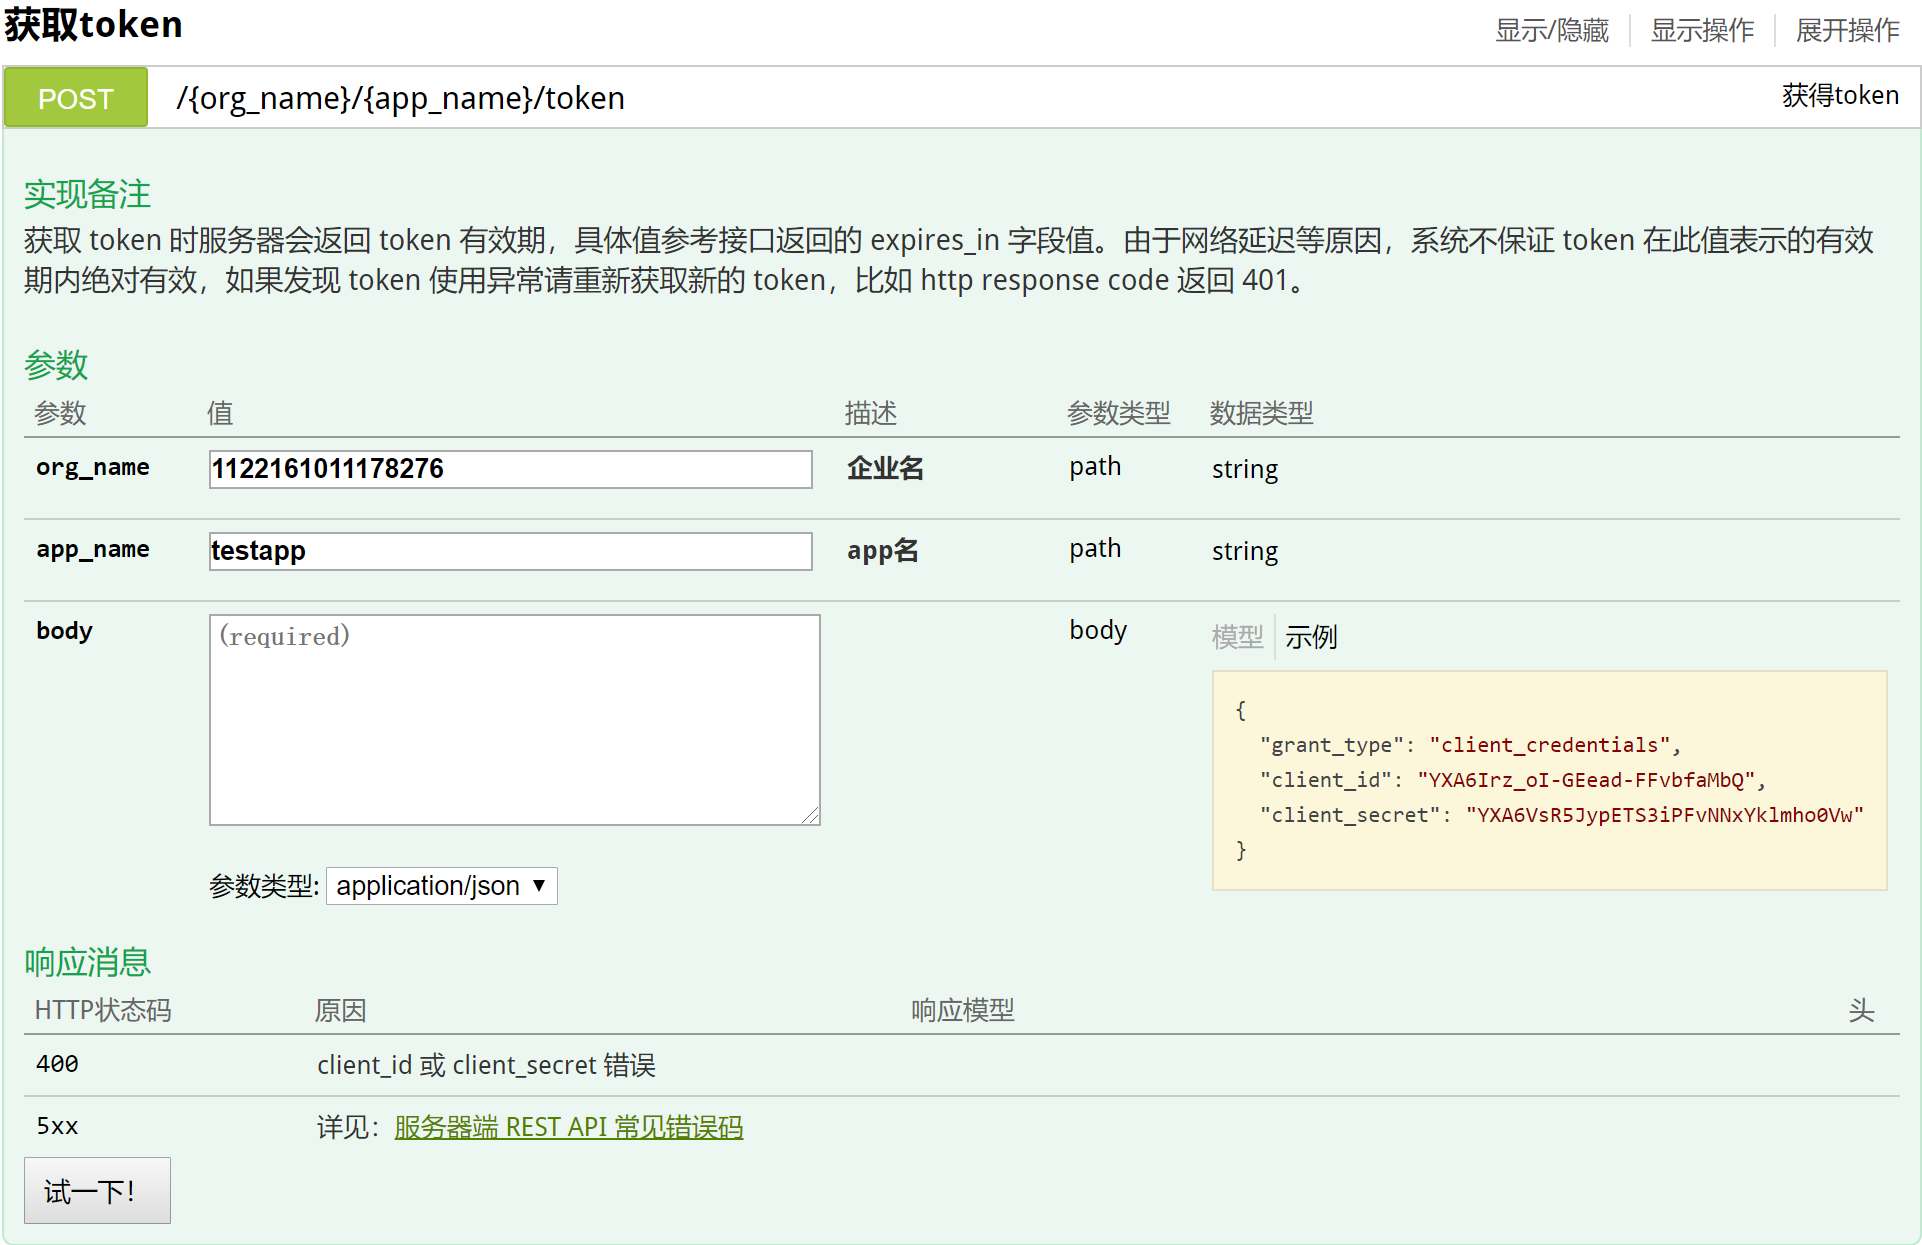 获取token
显示/隐藏
显示操作
展开操作
POST
/{org_name}/{app_name}/token
获得token
实现备注
获取 token 时服务器会返回 token 有效期，具体值参考接口返回的 expires_in 字段值。由于网络延迟等原因，系统不保证 token 在此值表示的有效
期内绝对有效，如果发现 token 使用异常请重新获取新的 token，比如 http response code 返回 401。
参数
参数 值 描述 参数类型 数据类型
org_name 1122161011178276 企业名 path string
app_name testapp app名 path string
body (required) body 模型 示例
{
"grant_type": "client_credentials",
"client_id": "YXA6Irz_oI-GEead-FFvbfaMbQ",
"client_secret": "YXA6VsR5JypETS3iPFvNNxYklmho0Vw"
}
参数类型: application/json
响应消息
HTTP状态码 原因 响应模型 头
400 client_id 或 client_secret 错误
5xx 详见：服务器端 REST API 常见错误码
试一下！